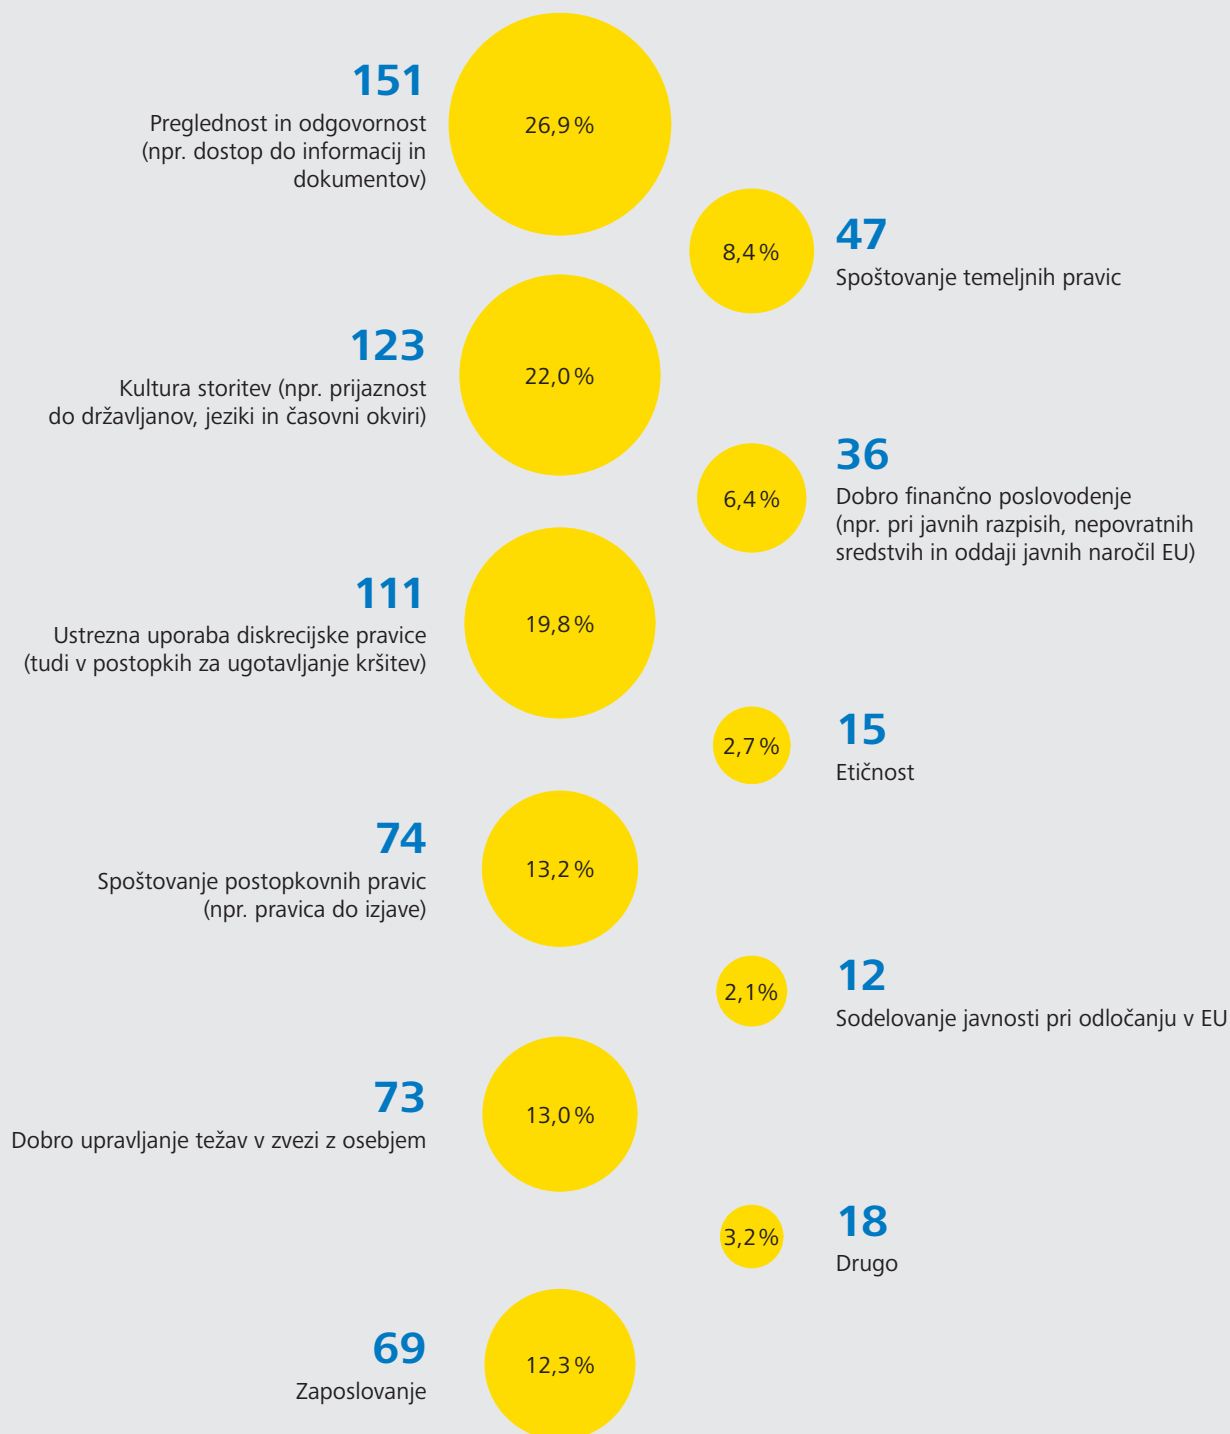 151
Preglednost in odgovornost
(npr. dostop do informacij in
dokumentov)
26,9 %
8,4 %
47
Spoštovanje temeljnih pravic
123
Kultura storitev (npr. prijaznost
do državljanov, jeziki in časovni okviri)
22,0 %
6,4 %
36
Dobro finančno poslovodenje
(npr. pri javnih razpisih, nepovratnih
sredstvih in oddaji javnih naročil EU)
111
Ustrezna uporaba diskrecijske pravice
(tudi v postopkih za ugotavljanje kršitev)
19,8 %
2,7 %
15
Etičnost
74
Spoštovanje postopkovnih pravic
(npr. pravica do izjave)
13,2 %
2,1%
12
Sodelovanje javnosti pri odločanju v EU
73
Dobro upravljanje težav v zvezi z osebjem
13,0 %
3,2 %
18
Drugo
69
Zaposlovanje
12,3 %